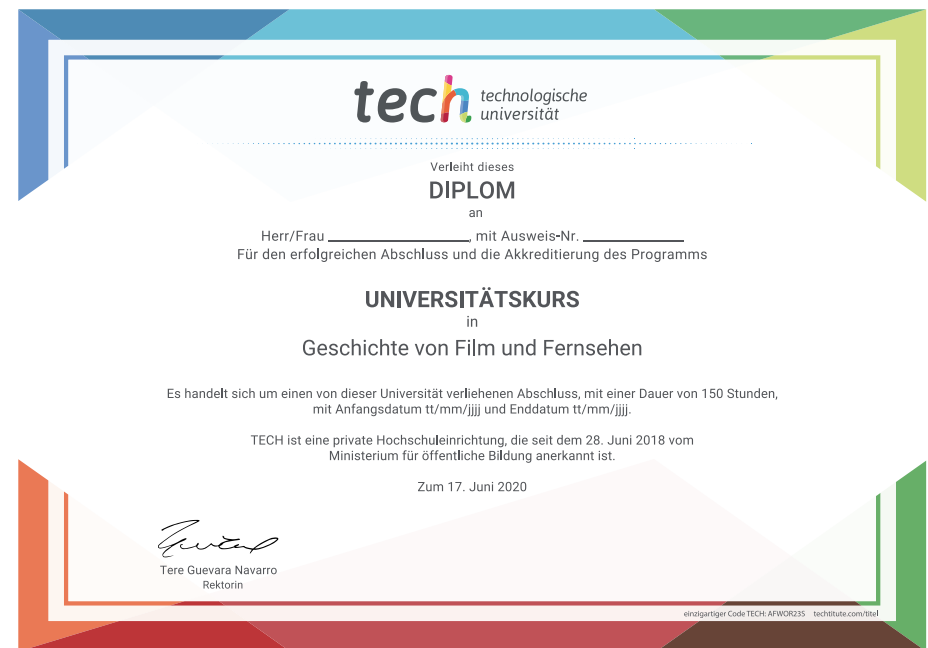 tech technologische
universität
Verleiht dieses
DIPLOM
an
Herr/Frau ____________________, mit Ausweis-Nr. ______________
Für den erfolgreichen Abschluss und die Akkreditierung des Programms
UNIVERSITÄTSKURS
in
Geschichte von Film und Fernsehen
Es handelt sich um einen von dieser Universität verliehenen Abschluss, mit einer Dauer von 150 Stunden,
mit Anfangsdatum tt/mm/jjjj und Enddatum tt/mm/jjjj.
TECH ist eine private Hochschuleinrichtung, die seit dem 28. Juni 2018 vom
Ministerium für öffentliche Bildung anerkannt ist.
Zum 17. Juni 2020
Tere Guevara Navarro
Rektorin
einzigartiger Code TECH: AFWOR23S techtitute.com/titel